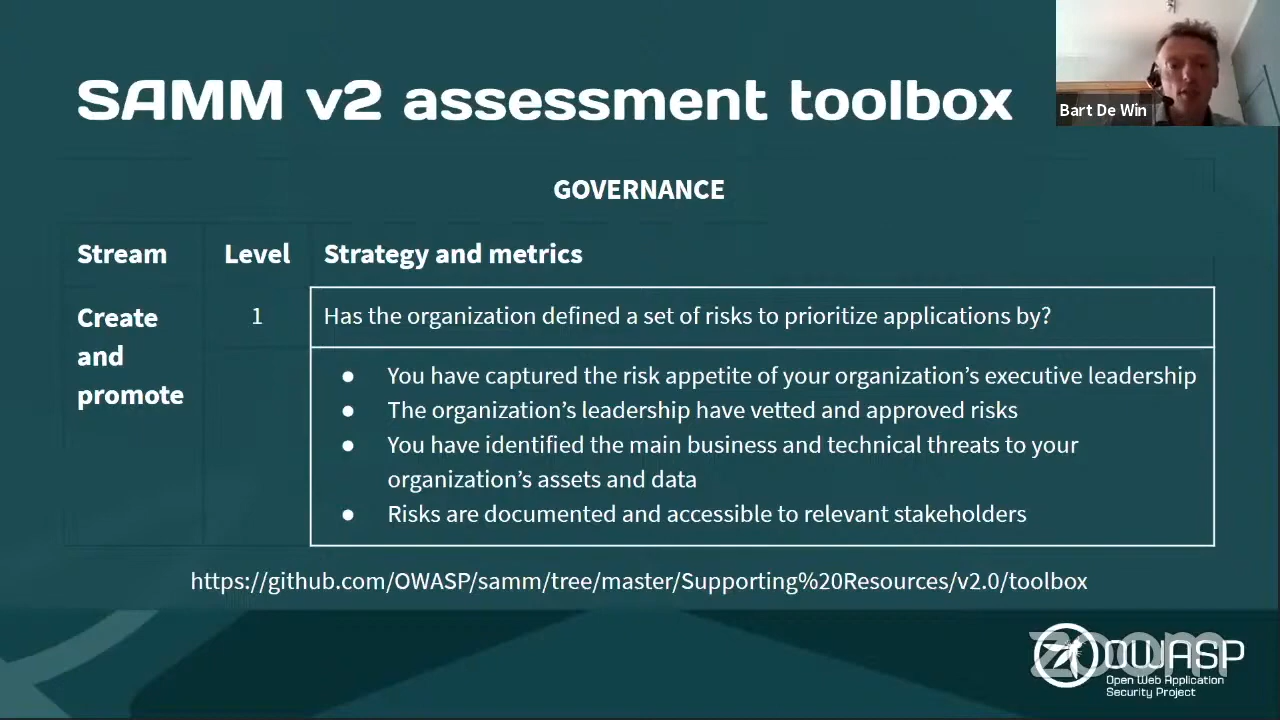 SAMM v2 assessment toolbox
Bart De Win
GOVERNANCE
Stream Level Strategy and metrics
Create and promote
1
Has the organization defined a set of risks to prioritize applications by?
● You have captured the risk appetite of your organization's executive leadership
● The organization's leadership have vetted and approved risks
● You have identified the main business and technical threats to your
organization's assets and data
● Risks are documented and accessible to relevant stakeholders
https://github.com/OWASP/samm/tree/master/Supporting%20Resources/v2.0/toolbox
zoom
OWASP
Open Web Application
Security Project